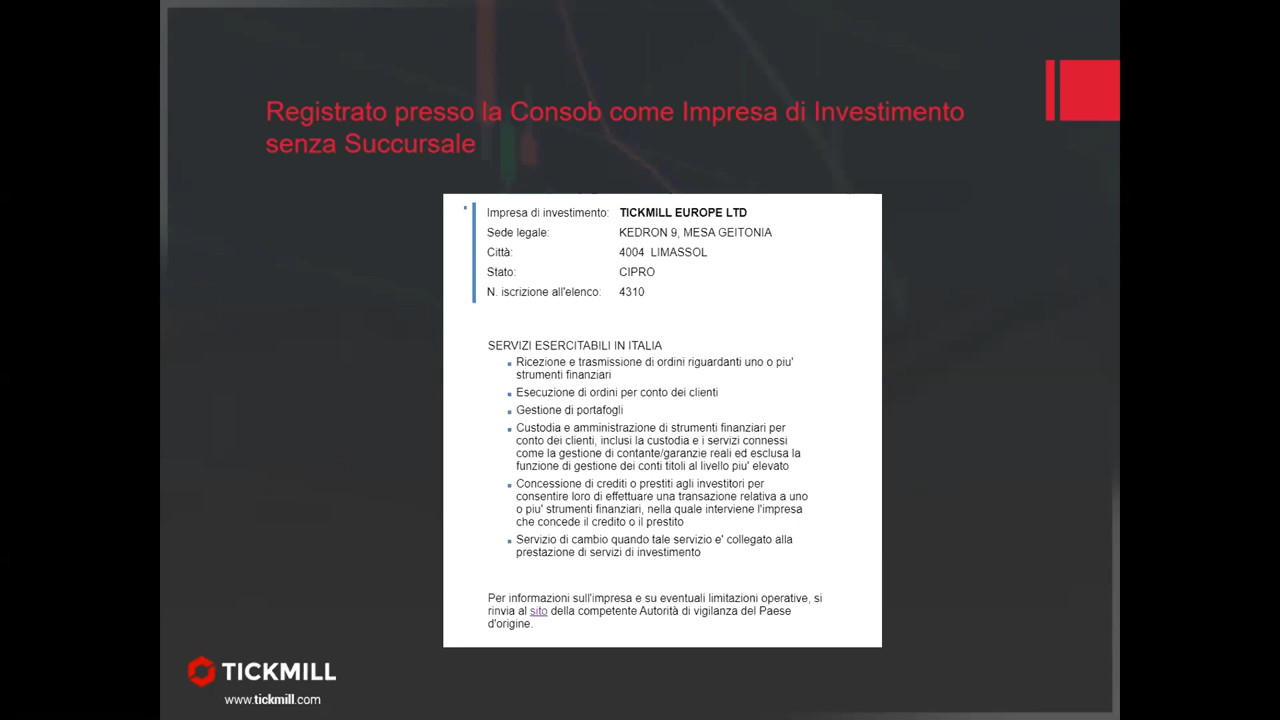 Registrato presso la Consob come Impresa di Investimento
senza Succursale
Impresa di investimento: TICKMILL EUROPE LTD
Sede legale: KEDRON 9, MESA GEITONIA
Città: 4004 LIMASSOL
Stato: CIPRO
N. iscrizione all'elenco: 4310
SERVIZI ESERCITABILI IN ITALIA
Ricezione e trasmissione di ordini riguardanti uno o piu'
strumenti finanziari
Esecuzione di ordini per conto dei clienti
Gestione di portafogli
Custodia e amministrazione di strumenti finanziari per
conto dei clienti, inclusi la custodia e i servizi connessi
come la gestione di contante/garanzie reali ed esclusa la
funzione di gestione dei conti titoli al livello piu' elevato
Concessione di crediti o prestiti agli investitori per
consentire loro di effettuare una transazione relativa a uno
o piu' strumenti finanziari, nella quale interviene l'impresa
che concede il credito o il prestito
Servizio di cambio quando tale servizio e' collegato alla
prestazione di servizi di investimento
Per informazioni sull'impresa e su eventuali limitazioni operative, si
rinvia al sito della competente Autorità di vigilanza del Paese
d'origine.
TICKMILL
www.tickmill.com